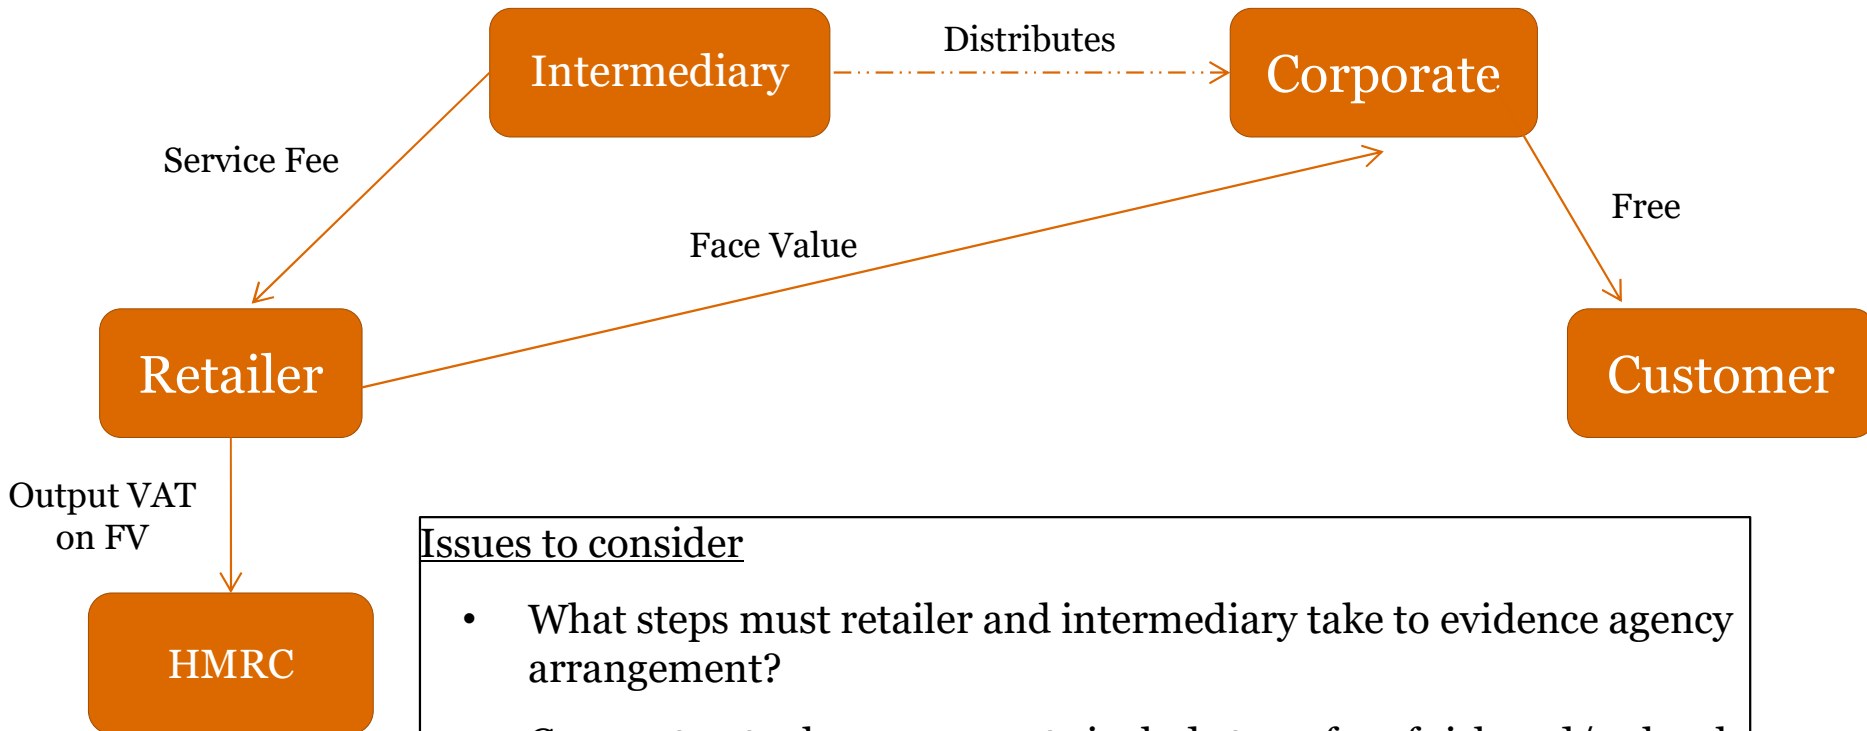 Distributes
Intermediary
Corporate
Service Fee
Free
Face Value
Retailer
Customer
Output VAT
on FV
Issues to consider
• What steps must retailer and intermediary take to evidence agency
arrangement?
HMRC